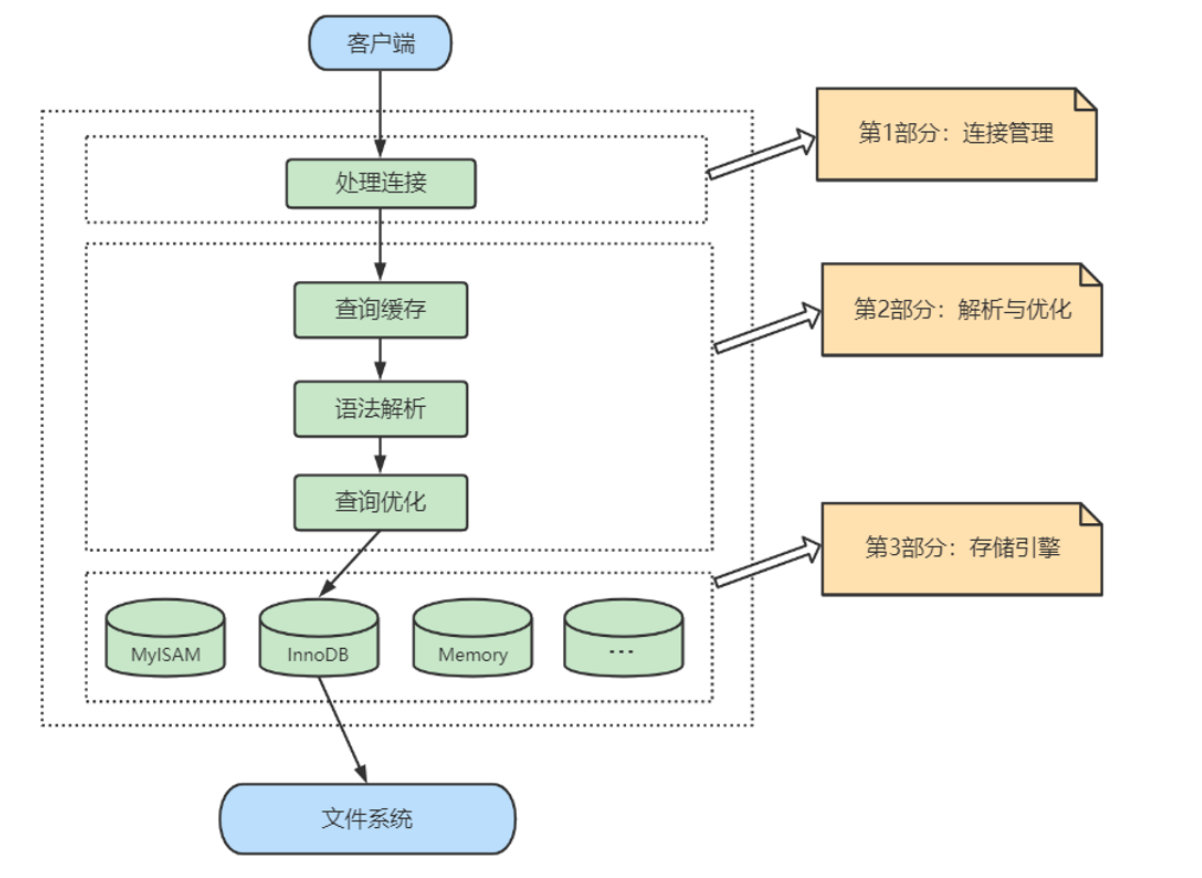 客户端
处理连接
第1部分：连接管理
查询缓存
第2部分：解析与优化
语法解析
查询优化
第3部分：存储引擎
MyISAM
InnoDB
Memory
...
文件系统